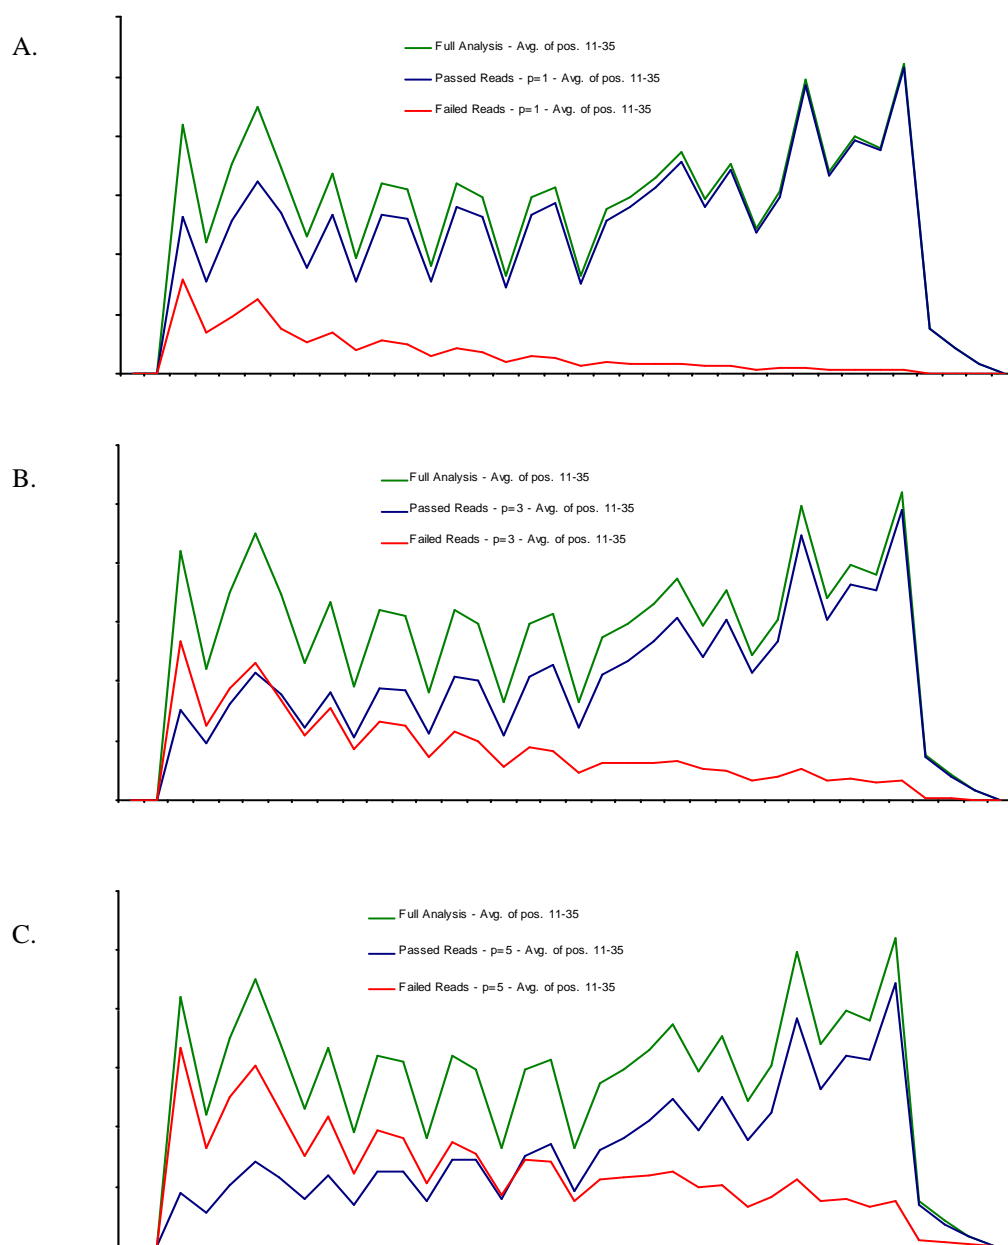 A.
Full Analysis - Avg. of pos. 11-35
Passed Reads - p=1 - Avg. of pos. 11-35
Failed Reads - p=1 - Avg. of pos. 11-35
B.
Full Analysis - Avg. of pos. 11-35
Passed Reads - p=3 - Avg. of pos. 11-35
Failed Reads - p=3 - Avg. of pos. 11-35
C.
Full Analysis - Avg. of pos. 11-35
Passed Reads - p=5 - Avg. of pos. 11-35
Failed Reads - p=5 - Avg. of pos. 11-35